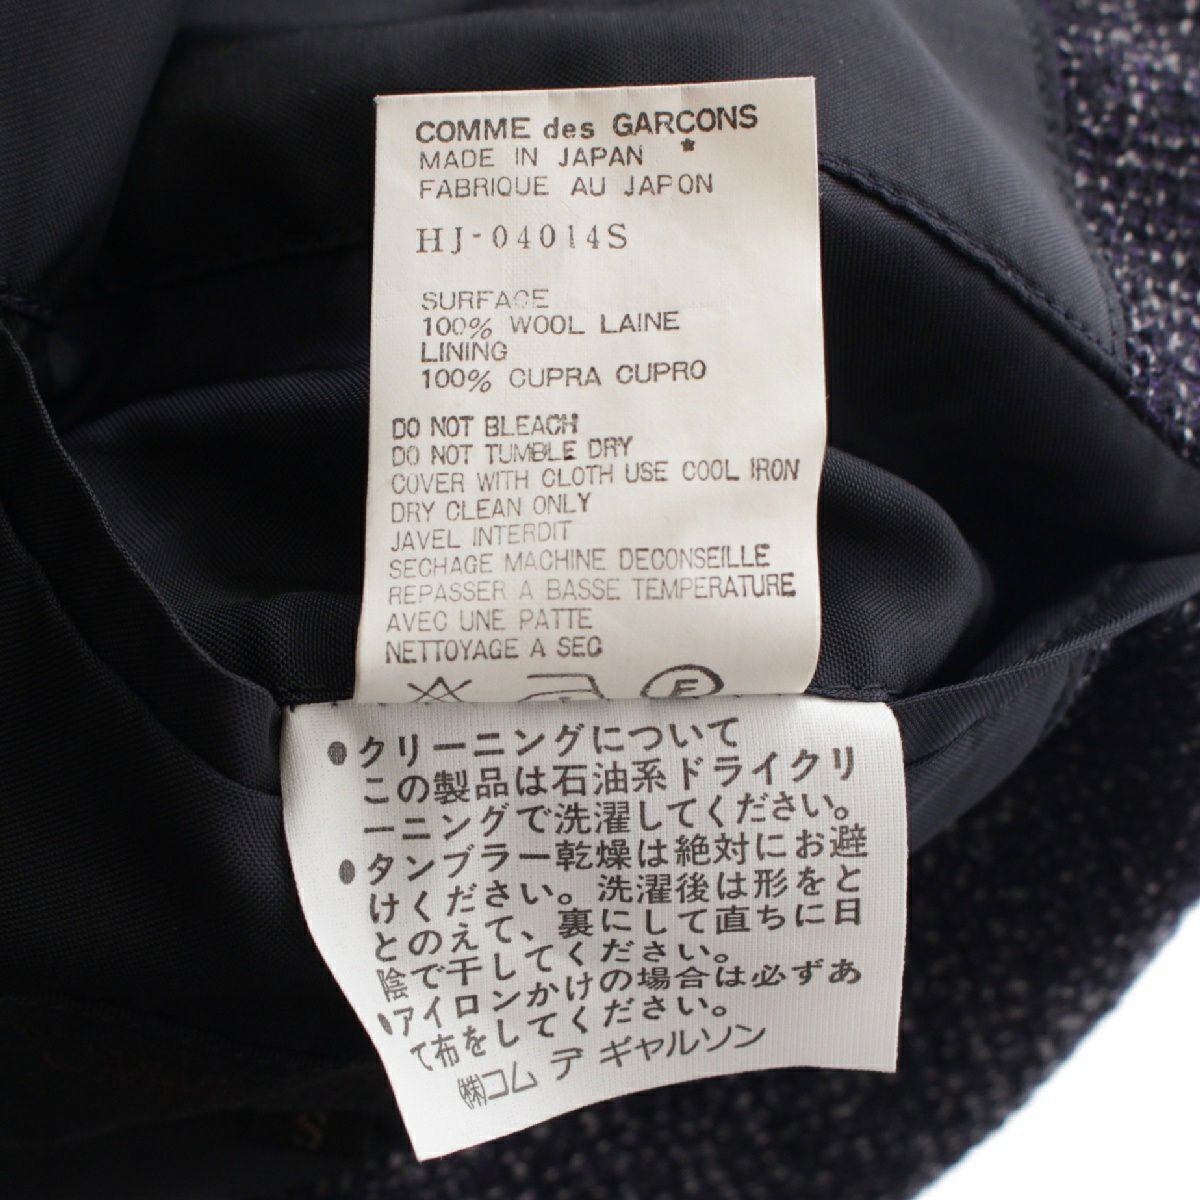 COMME des GARÇONS
MADE IN JAPAN *
FABRIQUE AU JAPON
HJ-04014S
SURFACE
100% WOOL LAINE
LINING
100% CUPRA CUPRO
DO NOT BLEACH
DO NOT TUMBLE DRY
COVER WITH CLOTH USE COOL IRON
DRY CLEAN ONLY
JAVEL INTERDIT
SECHAGE MACHINE DECONSEILLE
REPASSER A BASSE TEMPERATURE
AVEC UNE PATTE
NETTOYAGE A SEC
F
●クリーニングについて
この製品は石油系ドライクリ
ーニングで洗濯してください。
●タンブラー乾燥は絶対にお避
けください。洗濯後は形をと
とのえて、裏にして直ちに日
陰で干してください。
●アイロンかけの場合は必ずあ
て布をしてください。
㈱コム デ ギャルソン
S